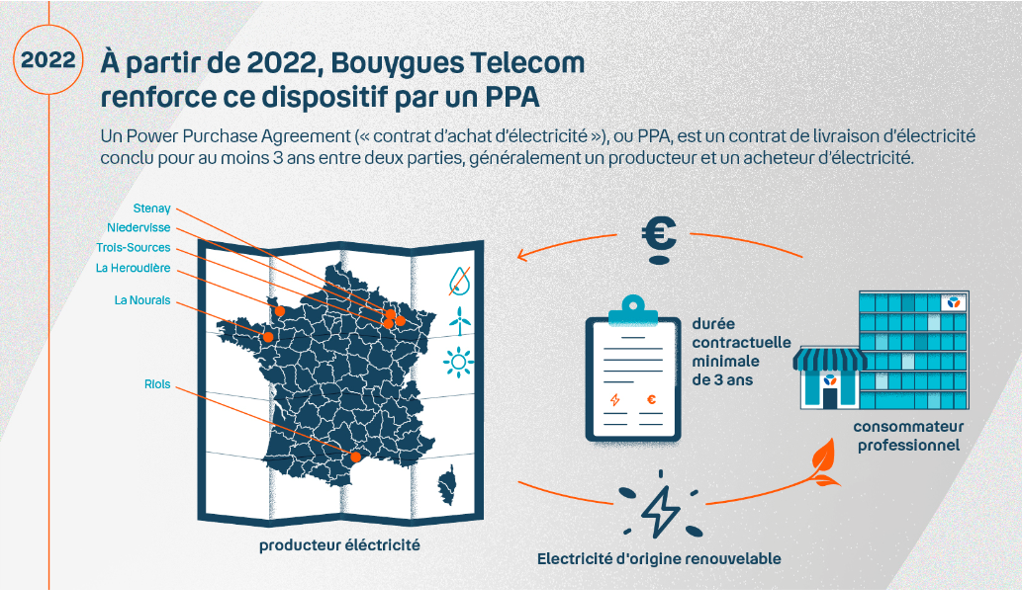 2022
À partir de 2022, Bouygues Telecom
renforce ce dispositif par un PPA
Un Power Purchase Agreement (« contrat d'achat d'électricité »), ou PPA, est un contrat de livraison d'électricité
conclu pour au moins 3 ans entre deux parties, généralement un producteur et un acheteur d'électricité.
Stenay
Niedervisse
Trois-Sources
La Heroudière
La Nourais
Riols
producteur éléctricité
€
durée
contractuelle
minimale
de 3 ans
€
consommateur
professionnel
Electricité d'origine renouvelable